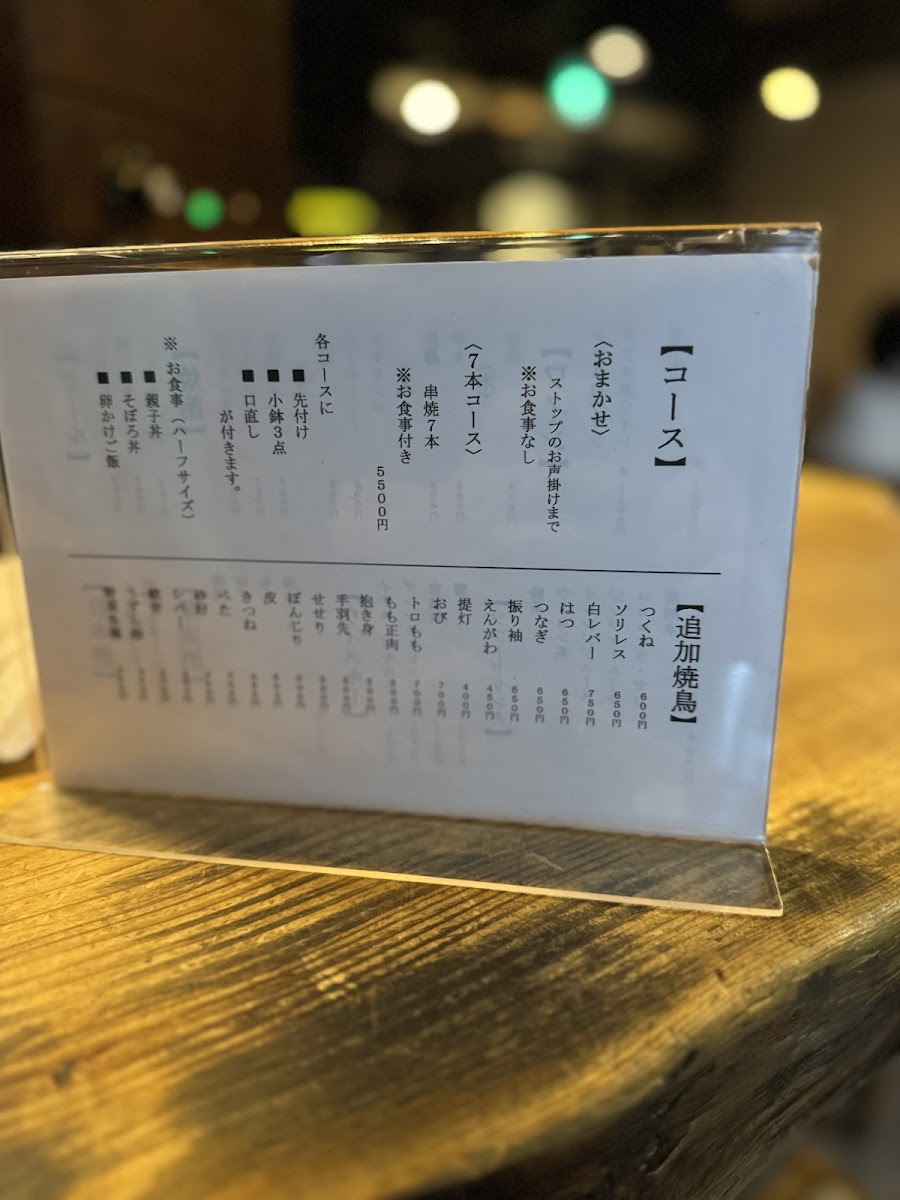 【コース】
〈おまかせ〉
ストップのお声掛けまで
※お食事なし
〈7本コース〉
串焼7本
※お食事付き
5500円
各コースに
■先付け
■小鉢3点
■口直し
が付きます。
※お食事（ハーフサイズ）
■親子丼
■そぼろ丼
■卵かけご飯
【追加焼鳥】
つくね 600円
ソリレス 650円
白レバー 750円
はつ 650円
つなぎ 650円
振り袖 650円
えんがわ 450円
提灯 400円
おび 700円
トロもも 700円
もも正肉
抱き身
手羽先
せせり
ぼんじり
皮
きつね
べた
砂肝
レバー